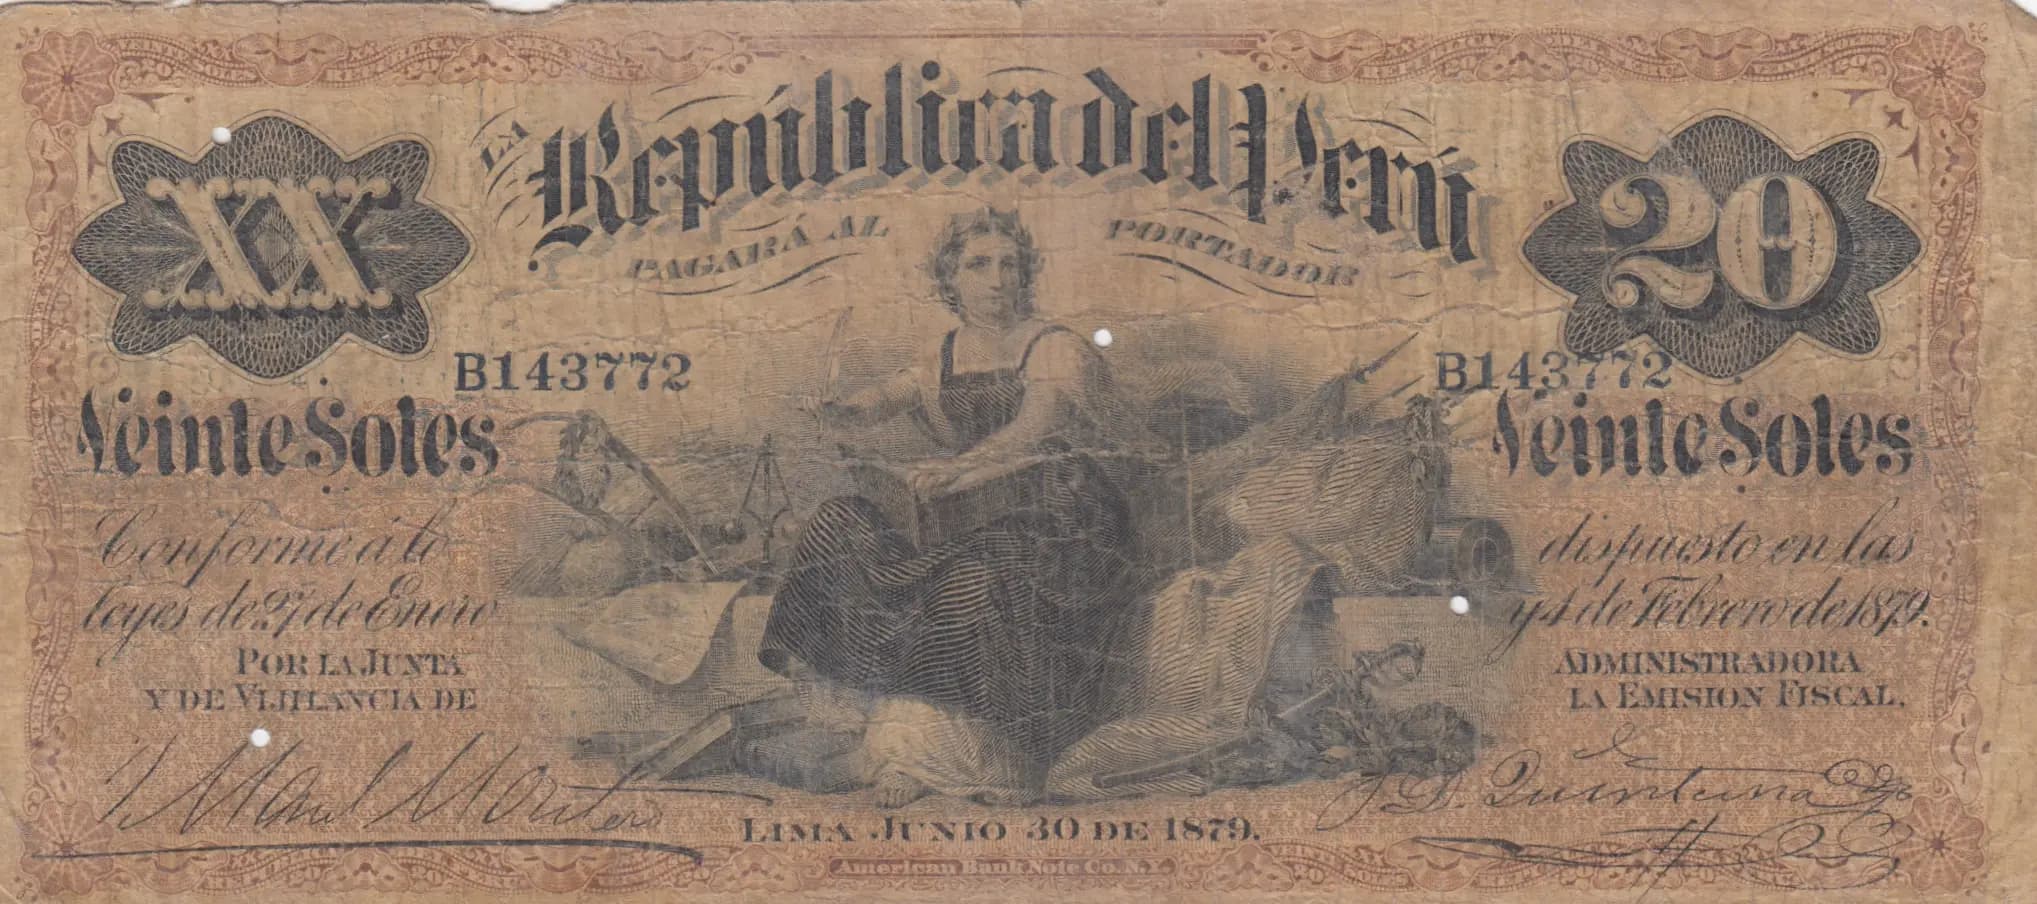 LA República del Perú
PAGARÁ AL PORTADOR
XX 20
B143772 B143772
Veinte Soles Veinte Soles
Conforme á lo dispuesto en las
leyes de 27 de Enero y 4 de Febrero de 1879.
POR LA JUNTA ADMINISTRADORA
Y DE VIJILANCIA DE LA EMISION FISCAL.
LIMA JUNIO 30 DE 1879.
American Bank Note Co. N.Y.